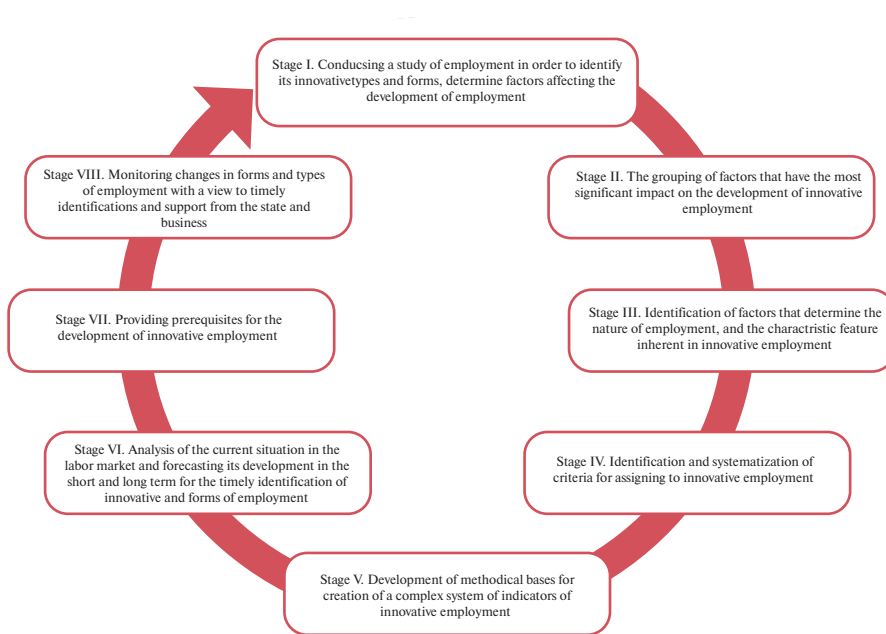 Stage I. Conducsing a study of employment in order to identify
its innovativetypes and forms, determine factors affecting the
development of employment
Stage II. The grouping of factors that have the most
significant impact on the development of innovative
employment
Stage III. Identification of factors that determine the
nature of employment, and the charactristic feature
inherent in innovative employment
Stage IV. Identification and systematization of
criteria for assigning to innovative employment
Stage V. Development of methodical bases for
creation of a complex system of indicators of
innovative employment
Stage VI. Analysis of the current situation in the
labor market and forecasting its development in the
short and long term for the timely identification of
innovative and forms of employment
Stage VII. Providing prerequisites for the
development of innovative employment
Stage VIII. Monitoring changes in forms and types
of employment with a view to timely
identifications and support from the state and
business